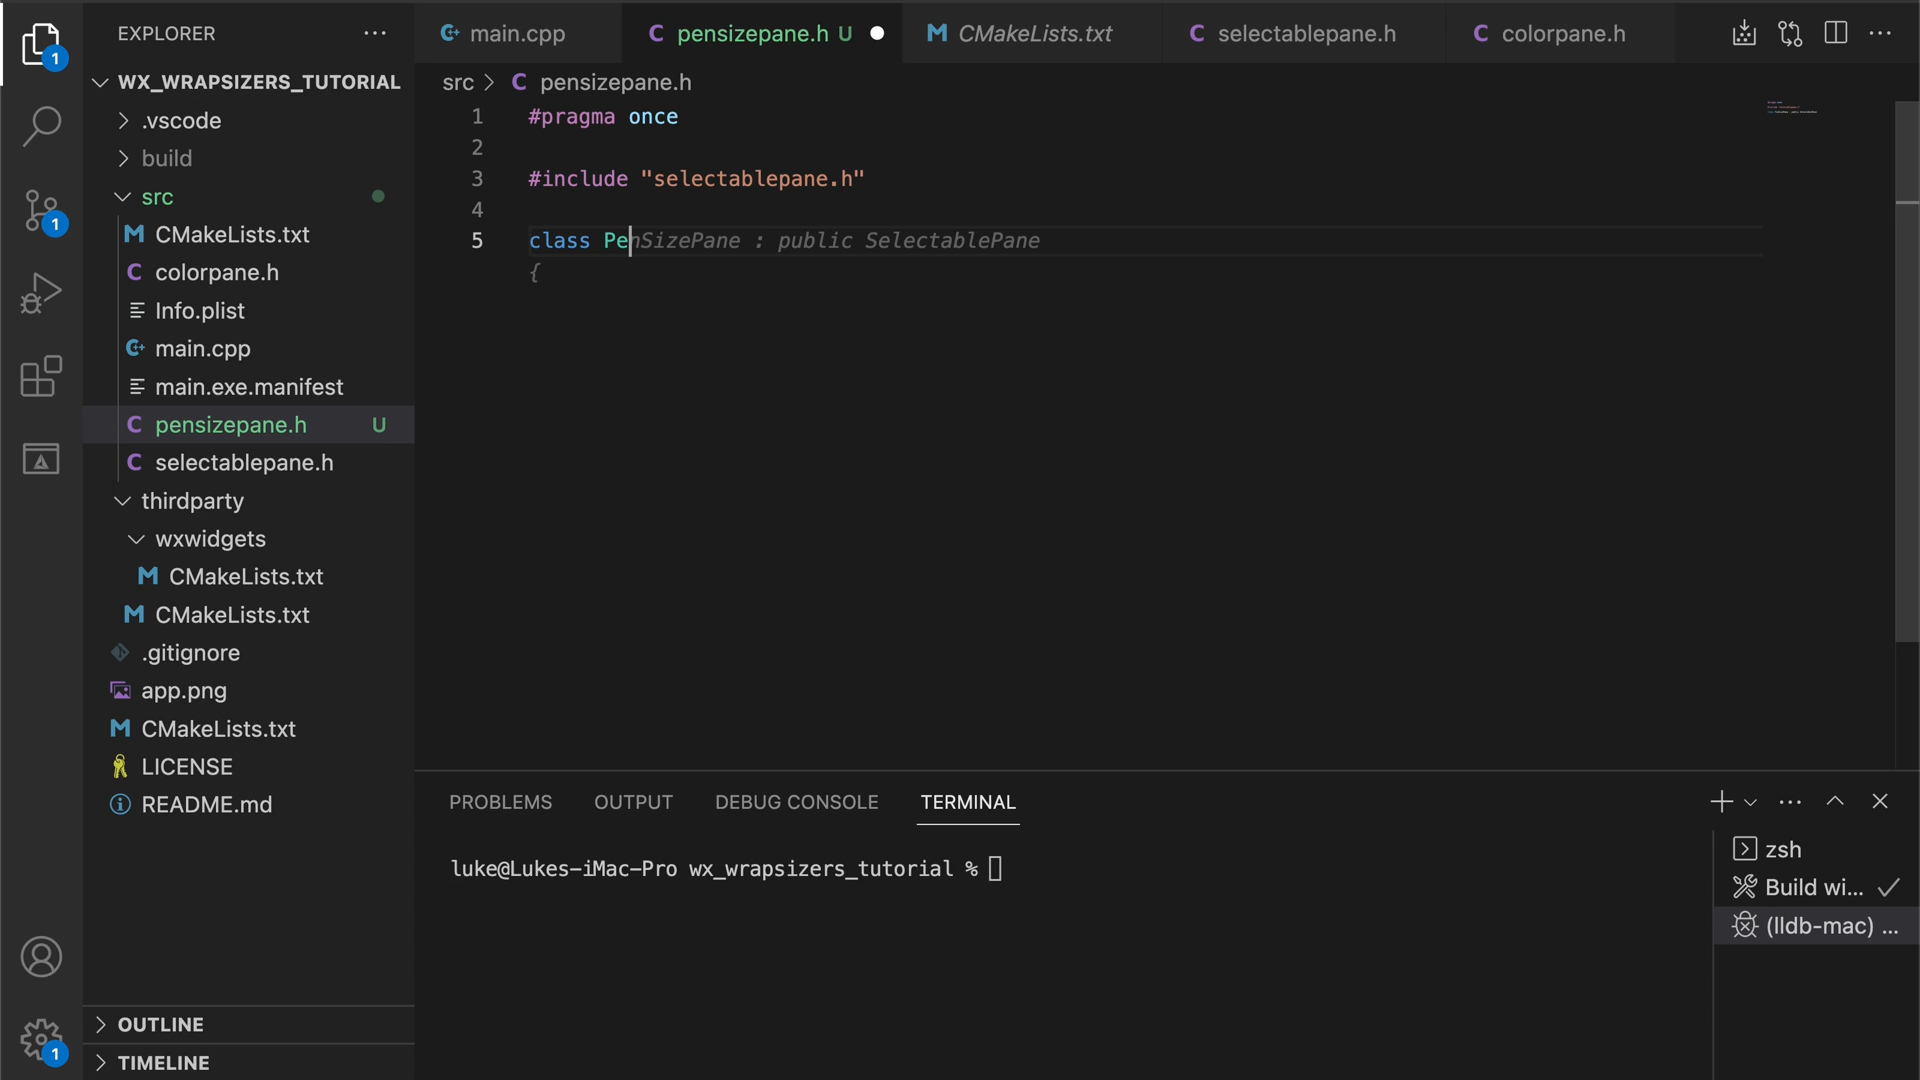 EXPLORER
main.cpp
pensizepane.h U
CMakeLists.txt
selectablepane.h
colorpane.h
1
WX_WRAPSIZERS_TUTORIAL
.vscode
build
src
CMakeLists.txt
colorpane.h
Info.plist
main.cpp
main.exe.manifest
pensizepane.h U
selectablepane.h
thirdparty
wxwidgets
CMakeLists.txt
CMakeLists.txt
.gitignore
app.png
CMakeLists.txt
LICENSE
README.md
OUTLINE
TIMELINE
1
1
src > pensizepane.h
1 #pragma once
2
3 #include "selectablepane.h"
4
5 class PenSizePane : public SelectablePane
{
PROBLEMS
OUTPUT
DEBUG CONSOLE
TERMINAL
luke@Lukes-iMac-Pro wx_wrapsizers_tutorial %
zsh
Build wi...
(lldb-mac) ...